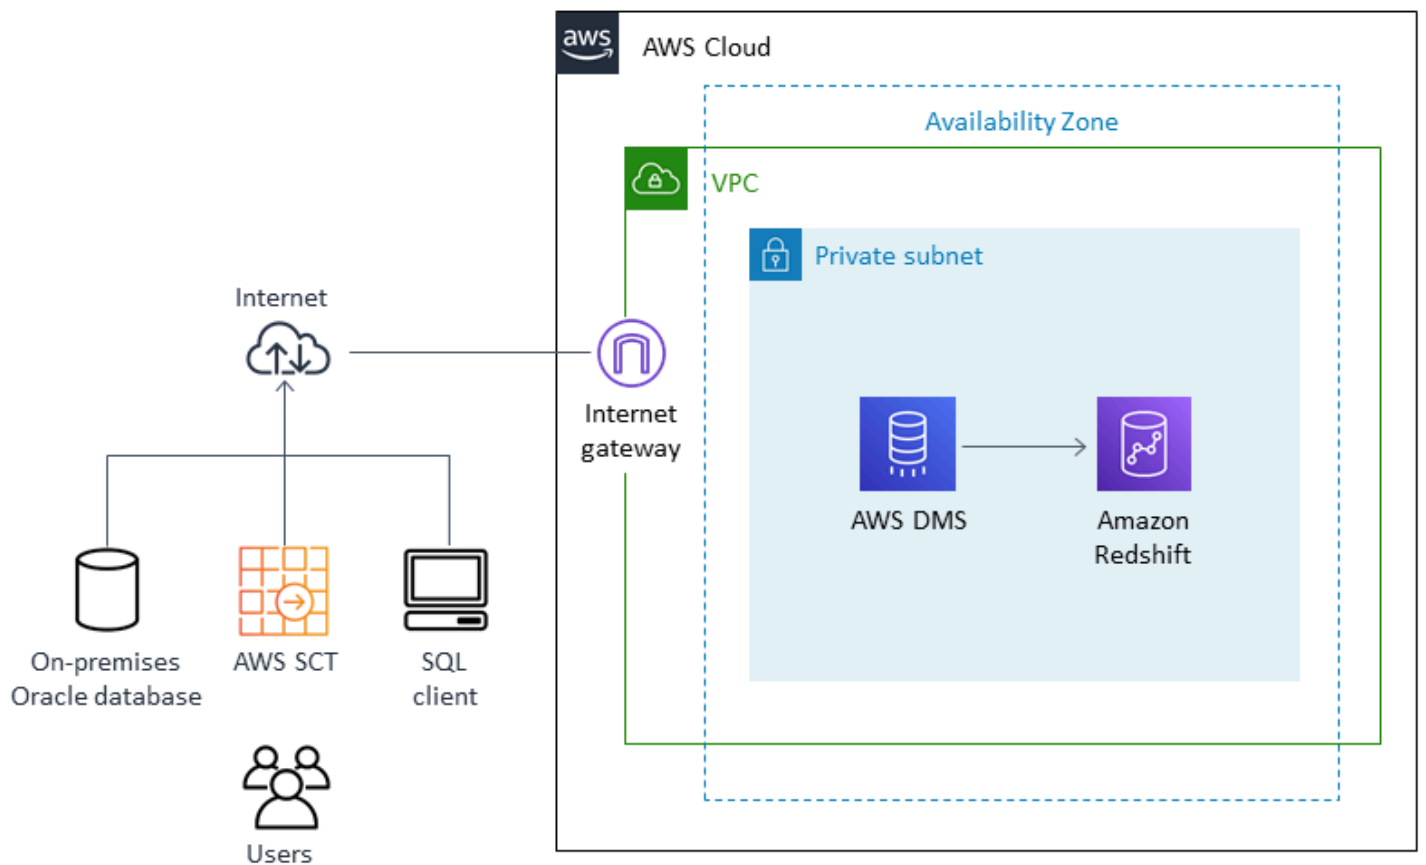 aws
AWS Cloud
Availability Zone
VPC
Private subnet
Internet
Internet
gateway
AWS DMS
Amazon
Redshift
On-premises
Oracle database
AWS SCT
SQL
client
Users